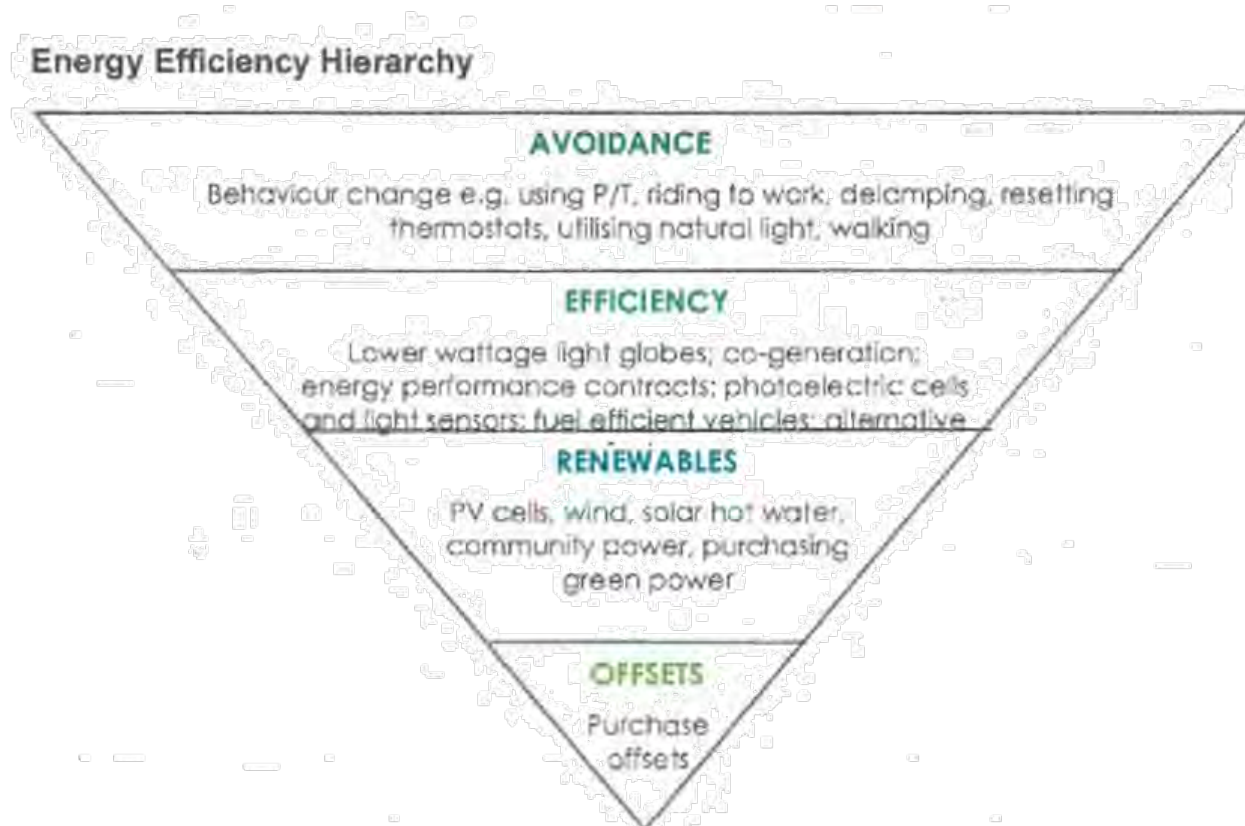 Energy Efficiency Hierarchy
AVOIDANCE
Behaviour change e.g. using P/T, riding to work, delamping, resetting
thermostats, utilising natural light, walking
EFFICIENCY
Lower wattage light globes; co-generation;
energy performance contracts; photoelectric cells
and light sensors; fuel efficient vehicles; alternative
RENEWABLES
PV cells, wind, solar hot water,
community power, purchasing
green power
OFFSETS
Purchase
offsets